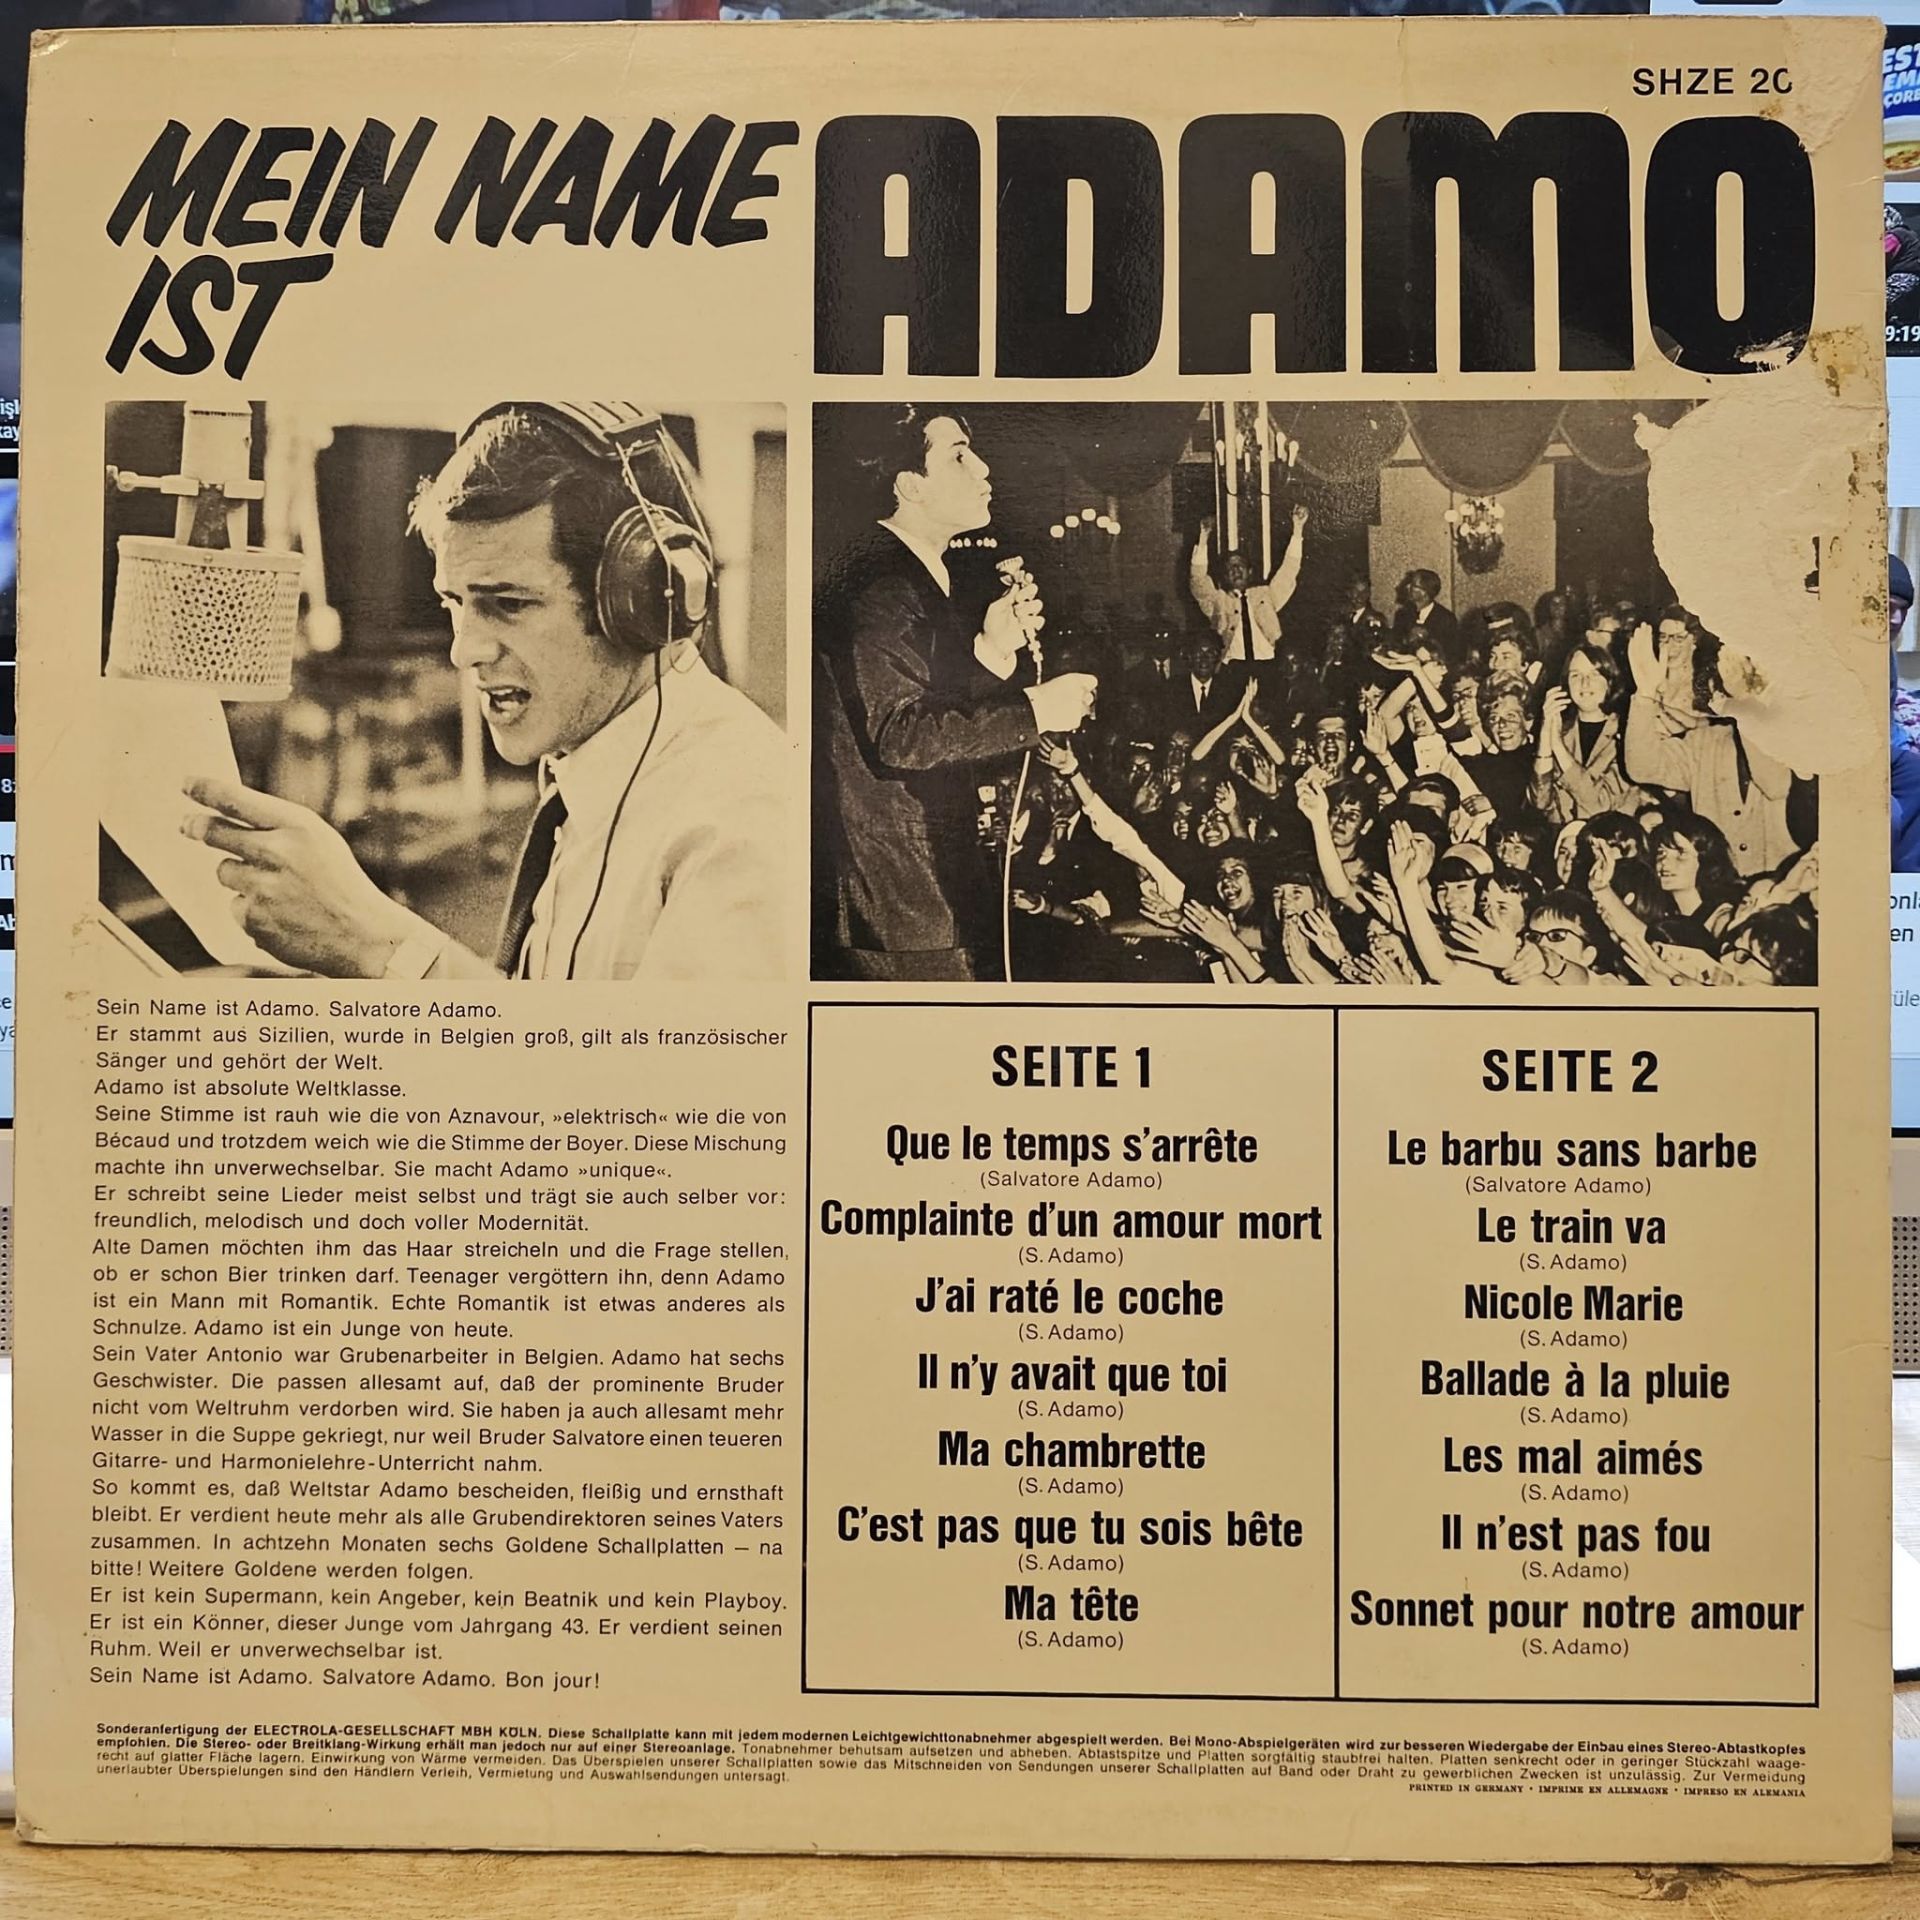 SHZE 20
MEIN NAME ADAMO
IST
Sein Name ist Adamo. Salvatore Adamo.
Er stammt aus Sizilien, wurde in Belgien groß, gilt als französischer
Sänger und gehört der Welt.
Adamo ist absolute Weltklasse.
Seine Stimme ist rauh wie die von Aznavour, »elektrisch« wie die von
Bécaud und trotzdem weich wie die Stimme der Boyer. Diese Mischung
machte ihn unverwechselbar. Sie macht Adamo »unique«.
Er schreibt seine Lieder meist selbst und trägt sie auch selber vor:
freundlich, melodisch und doch voller Modernität.
Alte Damen möchten ihm das Haar streicheln und die Frage stellen,
ob er schon Bier trinken darf. Teenager vergöttern ihn, denn Adamo
ist ein Mann mit Romantik. Echte Romantik ist etwas anderes als
Schnulze. Adamo ist ein Junge von heute.
Sein Vater Antonio war Grubenarbeiter in Belgien. Adamo hat sechs
Geschwister. Die passen allesamt auf, daß der prominente Bruder
nicht vom Weltruhm verdorben wird. Sie haben ja auch allesamt mehr
Wasser in die Suppe gekriegt, nur weil Bruder Salvatore einen teueren
Gitarre- und Harmonielehre-Unterricht nahm.
So kommt es, daß Weltstar Adamo bescheiden, fleißig und ernsthaft
bleibt. Er verdient heute mehr als alle Grubendirektoren seines Vaters
zusammen. In achtzehn Monaten sechs Goldene Schallplatten — na
bitte! Weitere Goldene werden folgen.
Er ist kein Supermann, kein Angeber, kein Beatnik und kein Playboy.
Er ist ein Könner, dieser Junge vom Jahrgang 43. Er verdient seinen
Ruhm. Weil er unverwechselbar ist.
Sein Name ist Adamo. Salvatore Adamo. Bon jour!
SEITE 1
Que le temps s'arrête
(Salvatore Adamo)
Complainte d'un amour mort
(S. Adamo)
J'ai raté le coche
(S. Adamo)
Il n'y avait que toi
(S. Adamo)
Ma chambrette
(S. Adamo)
C'est pas que tu sois bête
(S. Adamo)
Ma tête
(S. Adamo)
SEITE 2
Le barbu sans barbe
(Salvatore Adamo)
Le train va
(S. Adamo)
Nicole Marie
(S. Adamo)
Ballade à la pluie
(S. Adamo)
Les mal aimés
(S. Adamo)
Il n'est pas fou
(S. Adamo)
Sonnet pour notre amour
(S. Adamo)
Sonderanfertigung der ELECTROLA-GESELLSCHAFT MBH KÖLN. Diese Schallplatte kann mit jedem modernen Leichtgewichttonabnehmer abgespielt werden. Bei Mono-Abspielgeräten wird zur besseren Wiedergabe der Einbau eines Stereo-Abtastkopfes
empfohlen. Die Stereo- oder Breitklang-Wirkung erhält man jedoch nur auf einer Stereoanlage. Tonabnehmer behutsam aufsetzen und abheben. Abtastspitze und Platten sorgfältig staubfrei halten. Platten senkrecht oder in geringer Stückzahl waage-
recht auf glatter Fläche lagern. Einwirkung von Wärme vermeiden. Das Überspielen unserer Schallplatten sowie das Mitschneiden von Sendungen unserer Schallplatten auf Band oder Draht zu gewerblichen Zwecken ist unzulässig. Zur Vermeidung
unerlaubter Überspielungen sind den Händlern Verleih, Vermietung und Auswahlsendungen untersagt.
PRINTED IN GERMANY · IMPRIME EN ALLEMAGNE · IMPRESO EN ALEMANIA